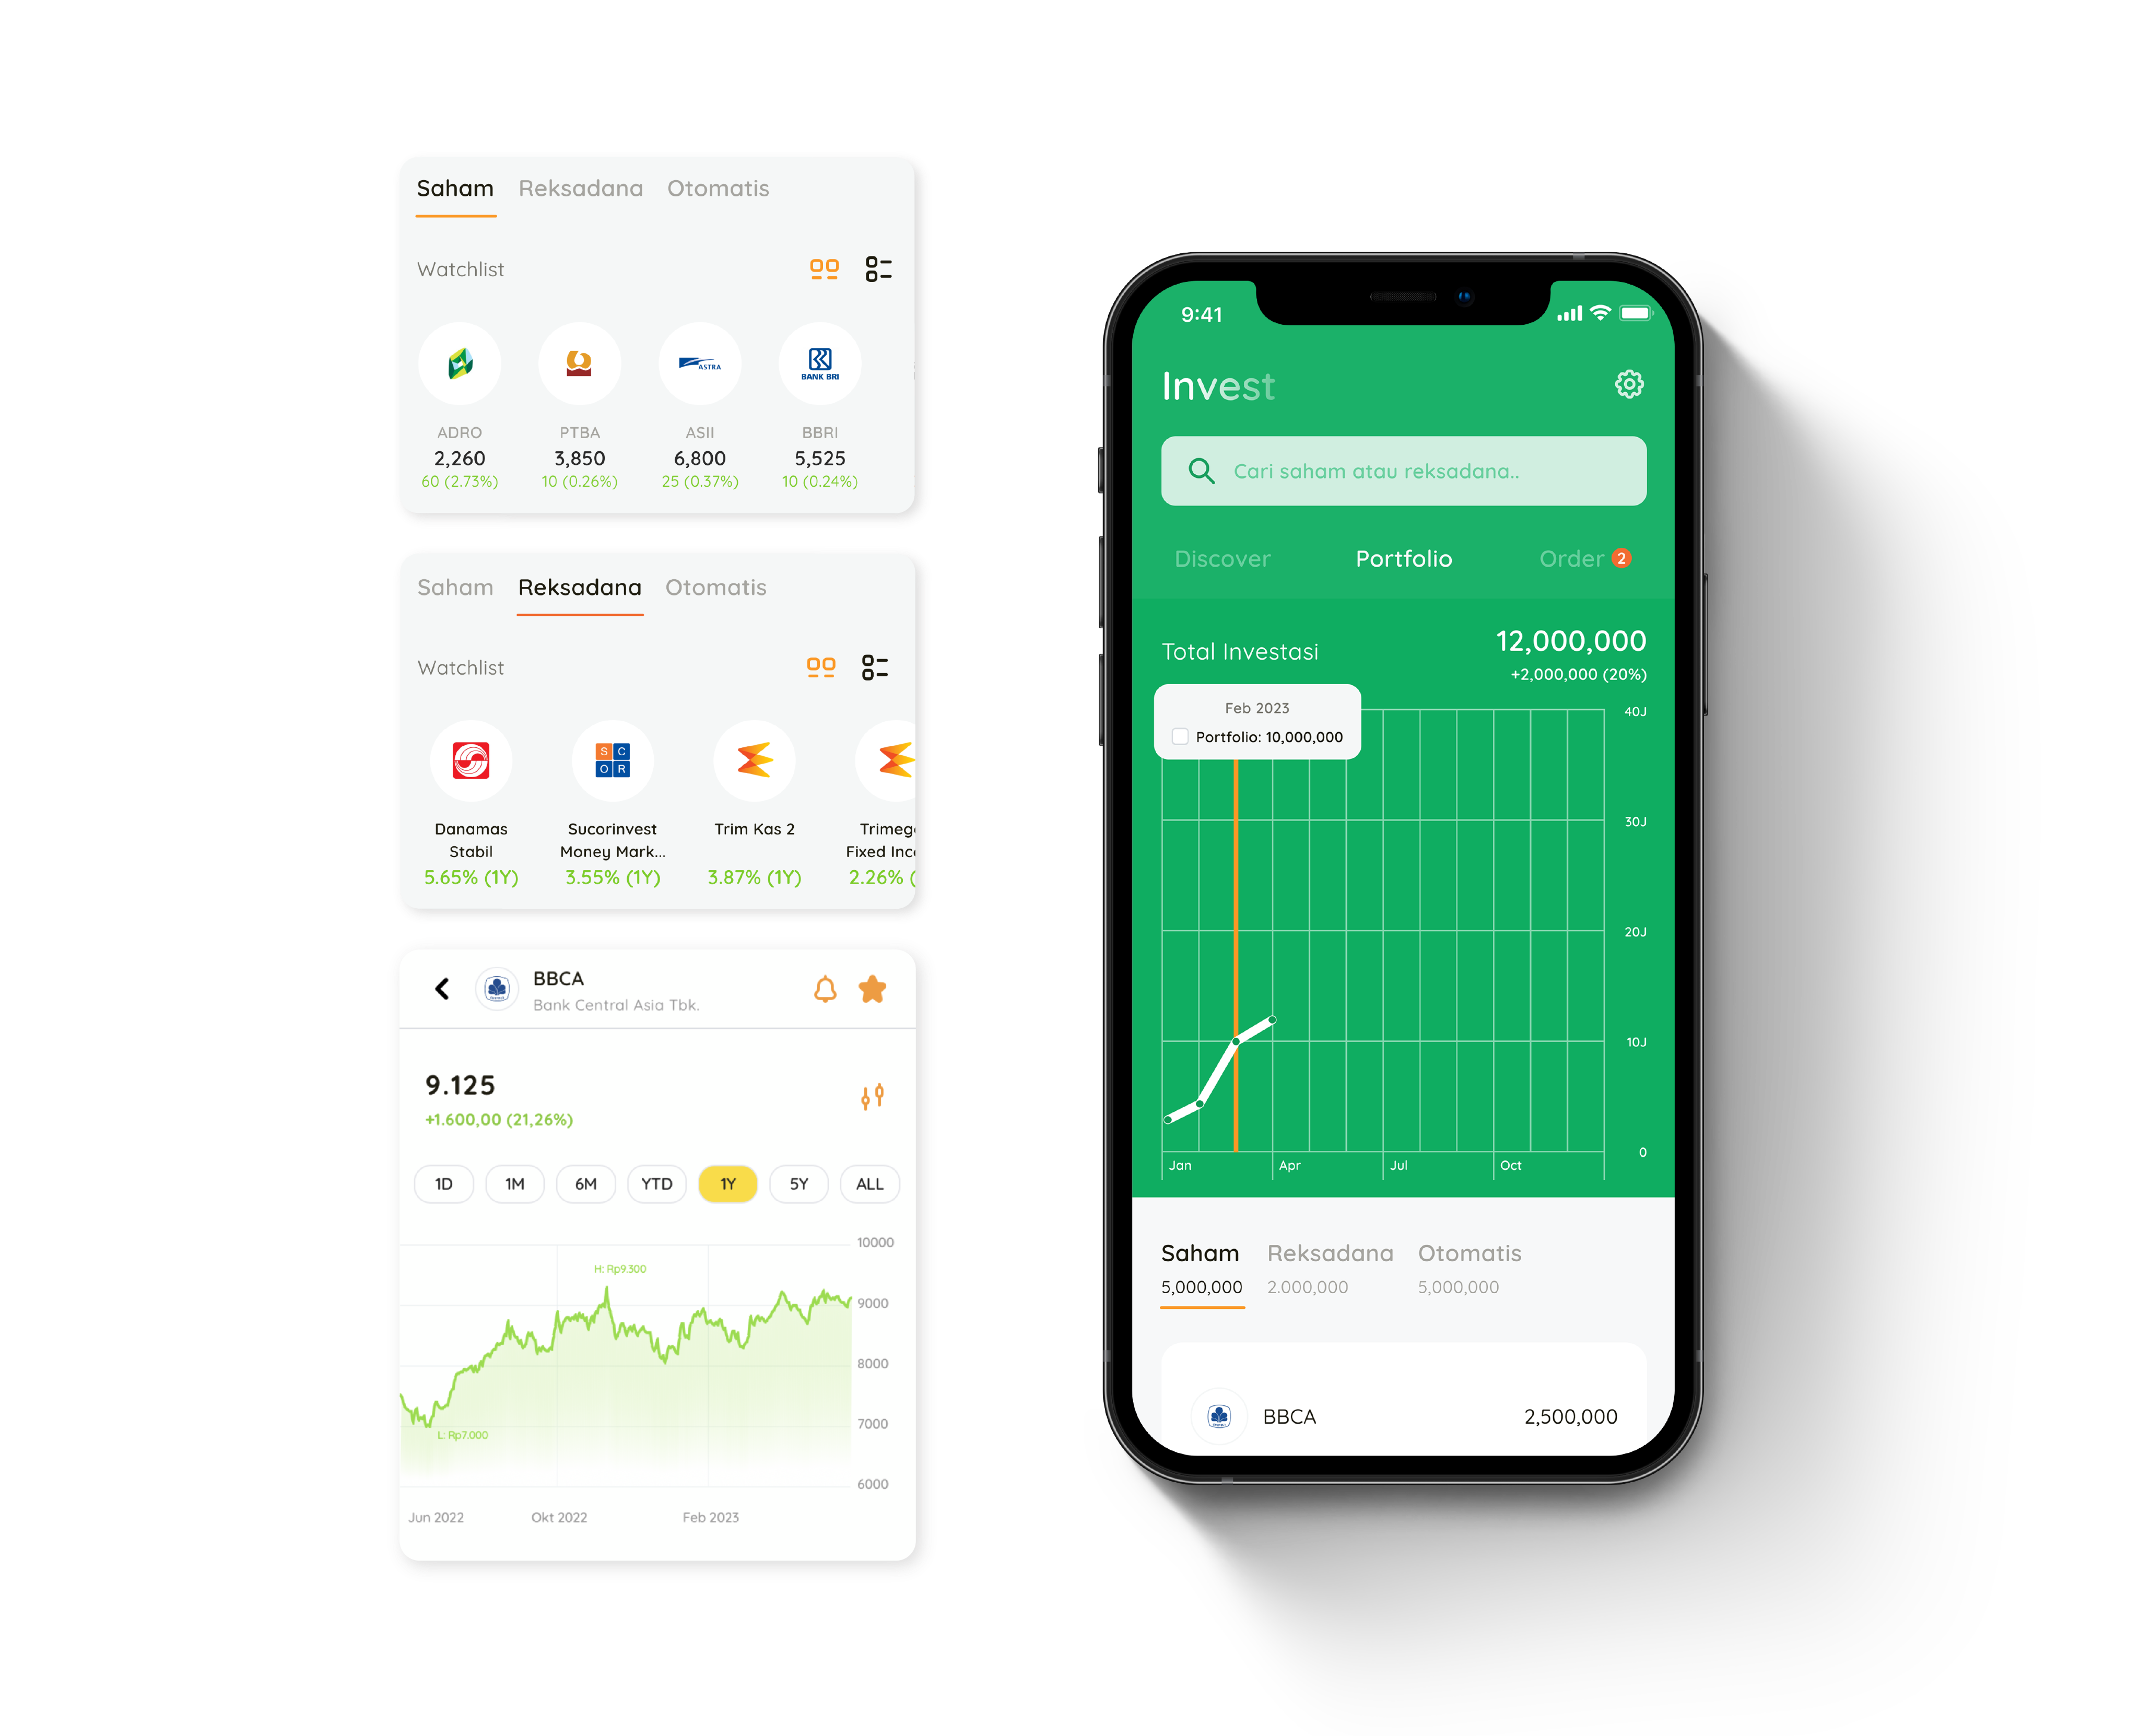 Saham Reksadana Otomatis
Watchlist
ASTRA
BANK BRI
ADRO PTBA ASII BBRI
2,260 3,850 6,800 5,525
60 (2.73%) 10 (0.26%) 25 (0.37%) 10 (0.24%)
Saham Reksadana Otomatis
Watchlist
S C
O R
Danamas Sucorinvest Trim Kas 2
Stabil Money Mark... Fixed
5.65% (1Y) 3.55% (1Y) 3.87% (1Y) 2.26% (
BBCA
Bank Central Asia Tbk.
9.125
+1.600,00 (21,26%)
1D 1M 6M YTD 1Y 5Y ALL
10000
H: Rp9.300
9000
8000
7000
L: Rp7.000
6000
Jun 2022 Okt 2022 Feb 2023
9:41
Invest
Cari saham atau reksadana..
Discover Portfolio Order 2
Total Investasi
12,000,000
+2,000,000 (20%)
Feb 2023
Portfolio: 10,000,000
40J
30J
20J
10J
0
Jan Apr Jul Oct
Saham Reksadana Otomatis
5,000,000 2.000,000 5,000,000
BBCA 2,500,000